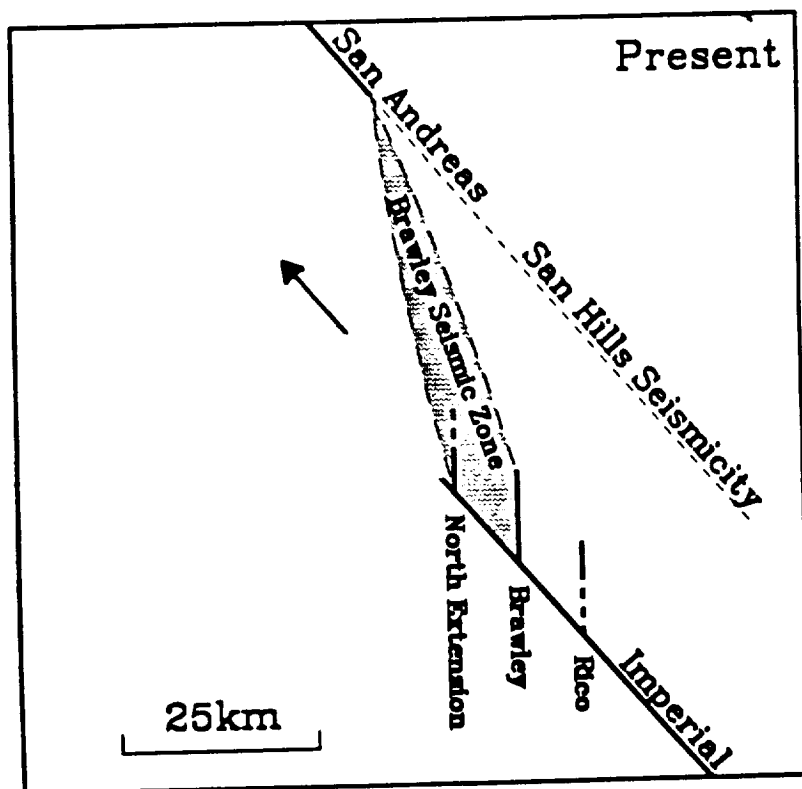 Present
San Andreas
San Hills Seismicity
Brawley Seismic Zone
North Extension
Brawley
Rico
Imperial
25km